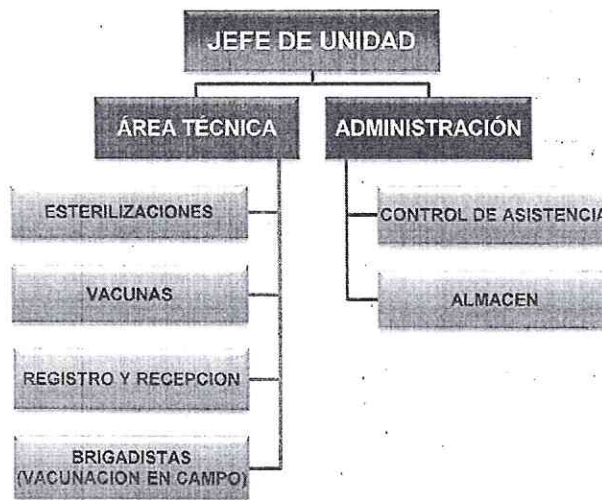 JEFE DE UNIDAD
ÁREA TÉCNICA
ADMINISTRACIÓN
ESTERILIZACIONES
CONTROL DE ASISTENCIA
VACUNAS
ALMACEN
REGISTRO Y RECEPCION
BRIGADISTAS
(VACUNACION EN CAMPO)